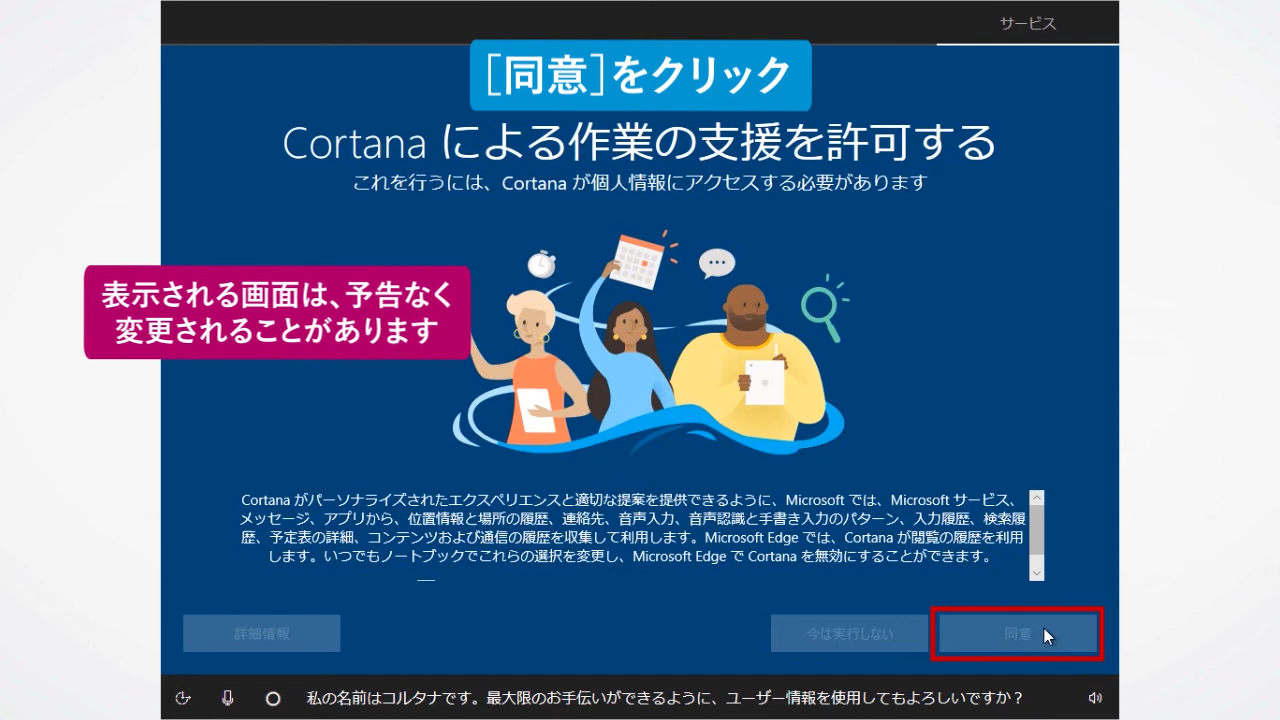 サービス
［同意］をクリック
Cortana による作業の支援を許可する
これを行うには、Cortana が個人情報にアクセスする必要があります
表示される画面は、予告なく
変更されることがあります
Cortana がパーソナライズされたエクスペリエンスと適切な提案を提供できるように、Microsoft では、Microsoft サービス、
メッセージ、アプリから、位置情報と場所の履歴、連絡先、音声入力、音声認識と手書き入力のパターン、入力履歴、検索履
歴、予定表の詳細、コンテンツおよび通信の履歴を収集して利用します。Microsoft Edge では、Cortana が閲覧の履歴を利用
します。いつでもノートブックでこれらの選択を変更し、Microsoft Edge で Cortana を無効にすることができます。
詳細情報
今は実行しない
同意
私の名前はコルタナです。最大限のお手伝いができるように、ユーザー情報を使用してもよろしいですか？